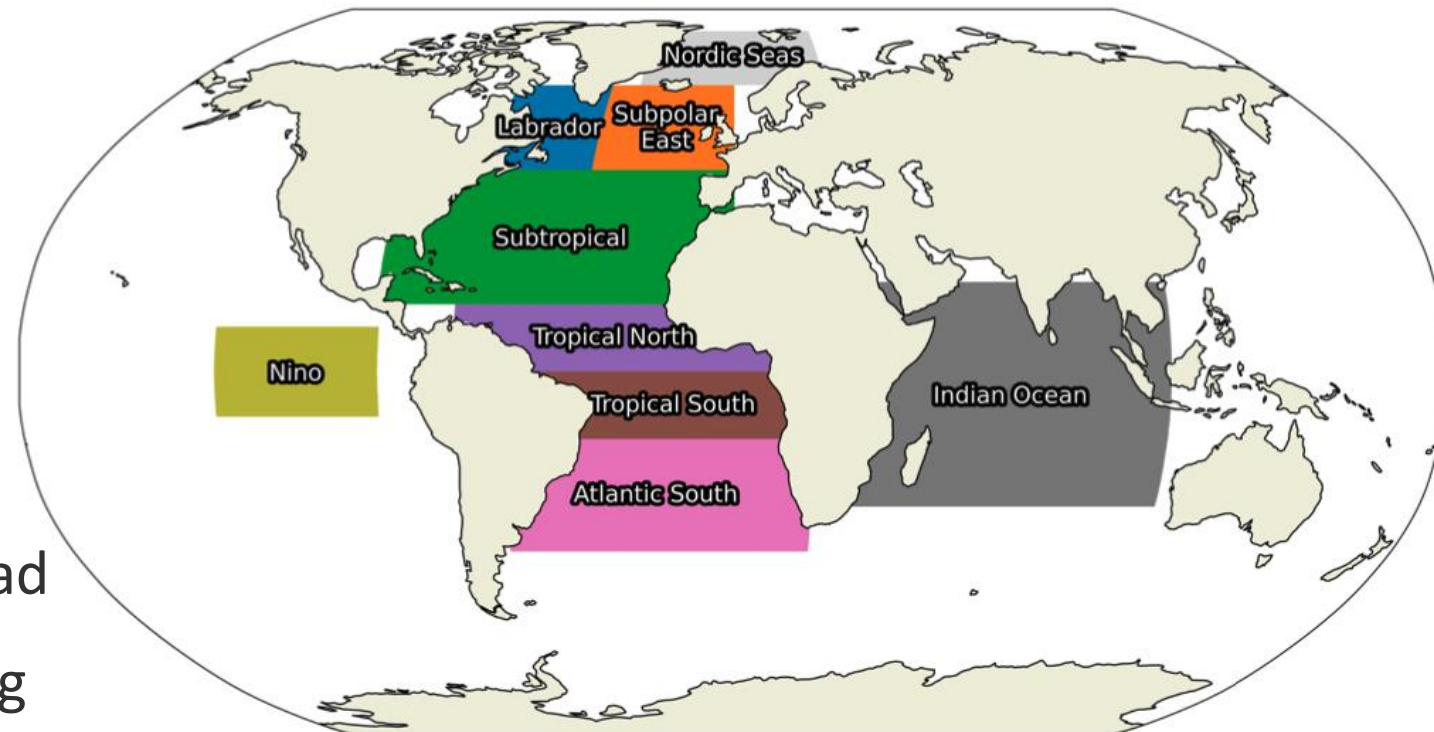 Nordic Seas
Labrador
Subpolar
East
Subtropical
Tropical North
Nino
Indian Ocean
Tropical South
Atlantic South
ad
g